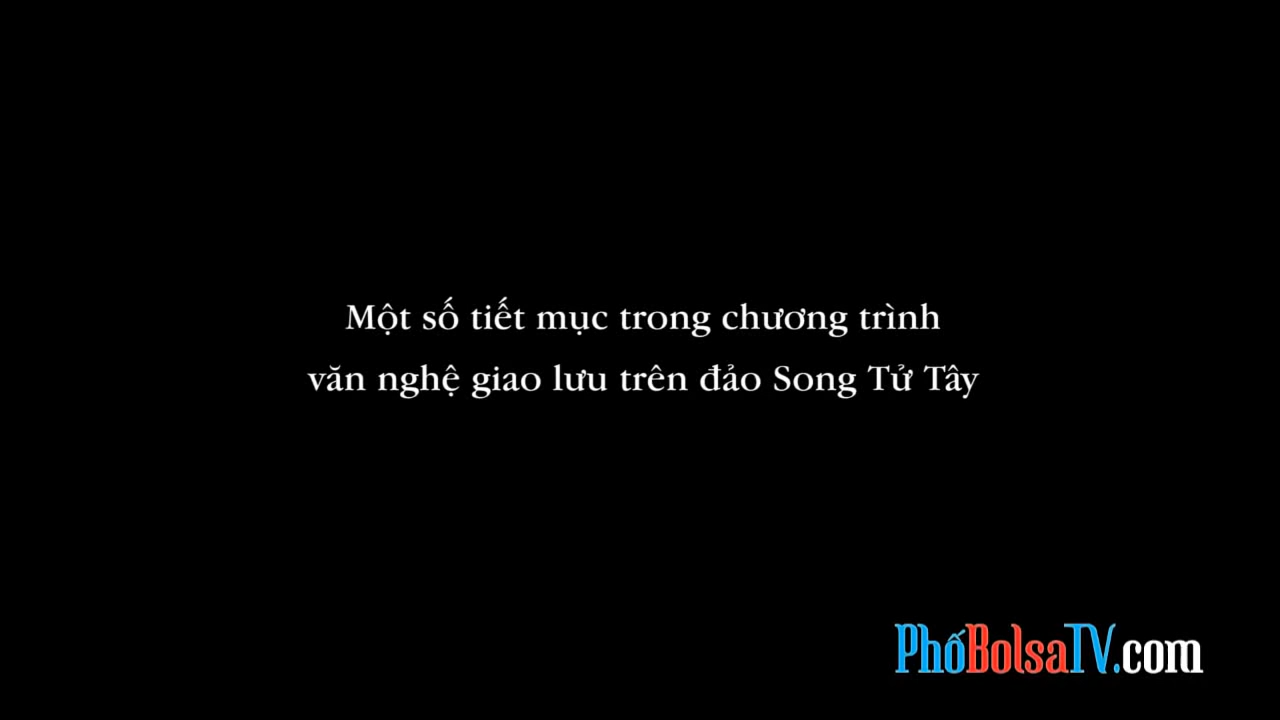 Một số tiết mục trong chương trình
văn nghệ giao lưu trên đảo Song Tử Tây
PhốBolsaTV.com